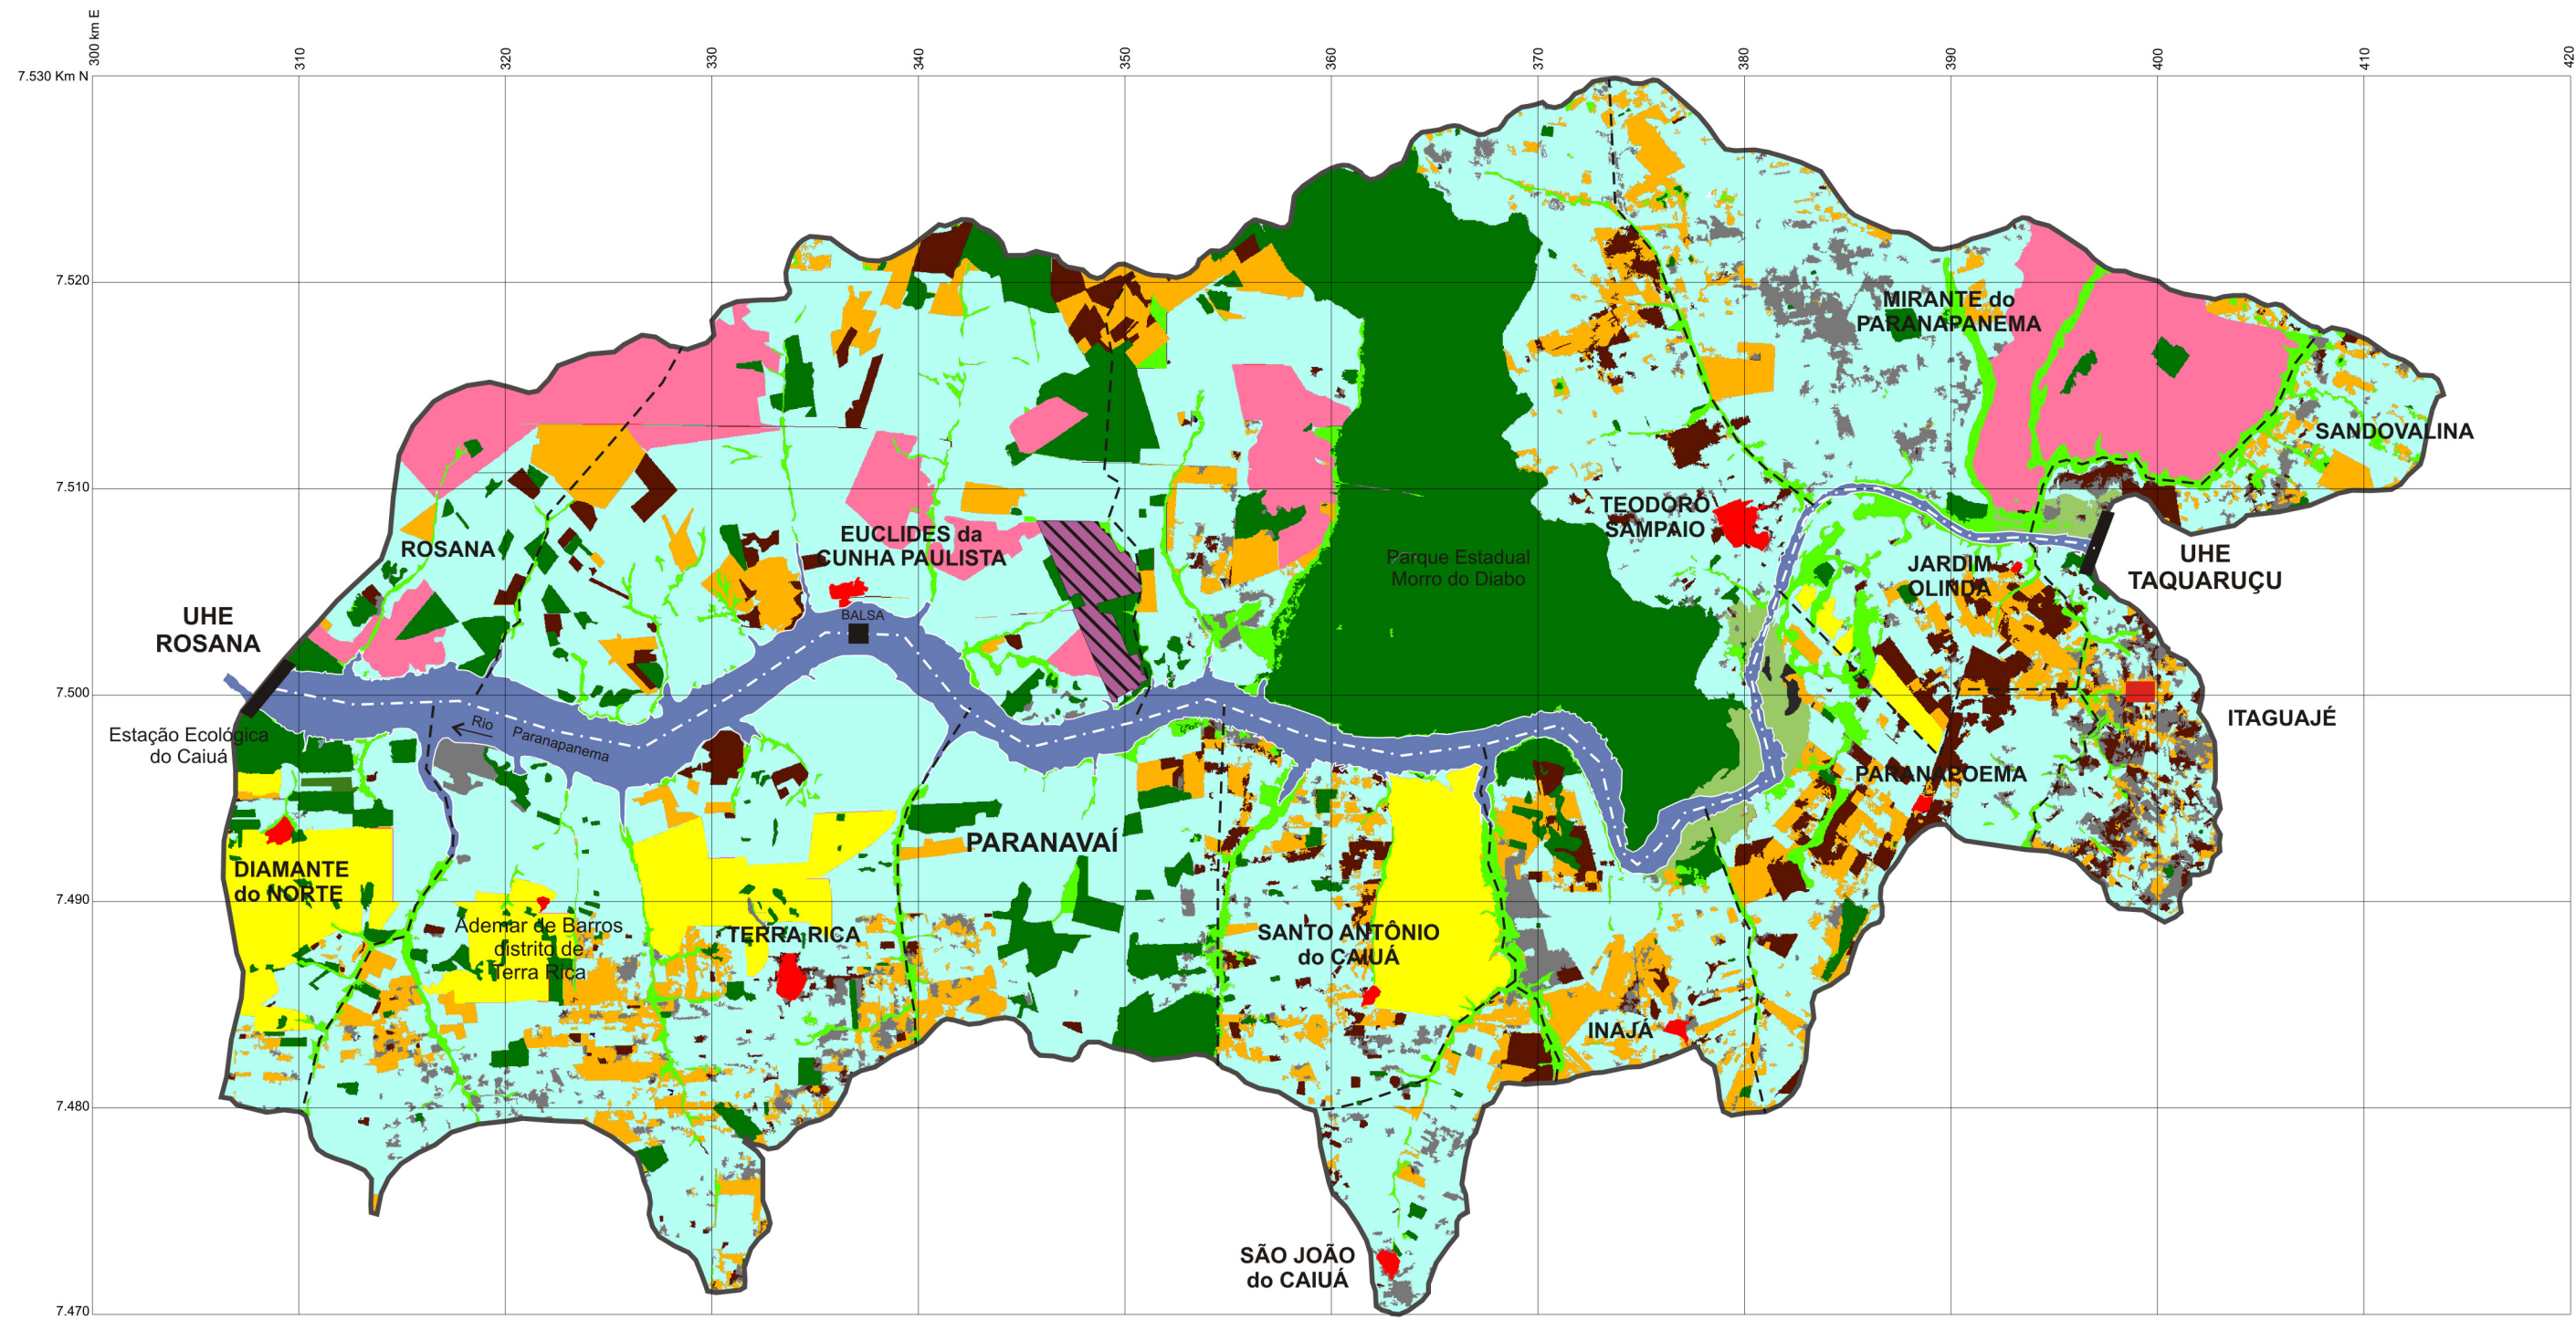 300 km E
310
320
330
340
350
360
370
380
390
400
410
420
7.530 Km N
7.520
7.510
7.500
7.490
7.480
7.470
MIRANTE do
PARANAPANEMA
SANDOVALINA
TEODORO
SAMPAIO
EUCLIDES da
CUNHA PAULISTA
ROSANA
Parque Estadual
Morro do Diabo
JARDIM
OLINDA
UHE
TAQUARUÇU
UHE
ROSANA
BALSA
ITAGUAJÉ
Estação Ecológica
do Caiuá
Rio
Paranapanema
PARANAPOEMA
PARANAVAÍ
DIAMANTE
do NORTE
Ademar de Barros
distrito de
Terra Rica
TERRA RICA
SANTO ANTÔNIO
do CAIUÁ
INAJÁ
SÃO JOÃO
do CAIUÁ